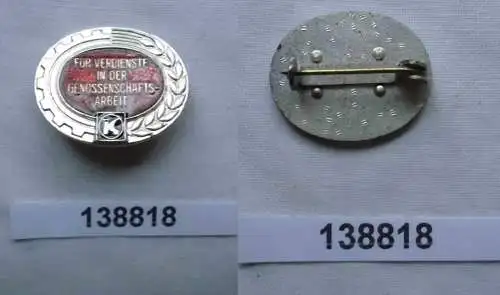 FÜR VERDIENSTE
IN DER
GENOSSENSCHAFTS-
ARBEIT
K
138818
138818